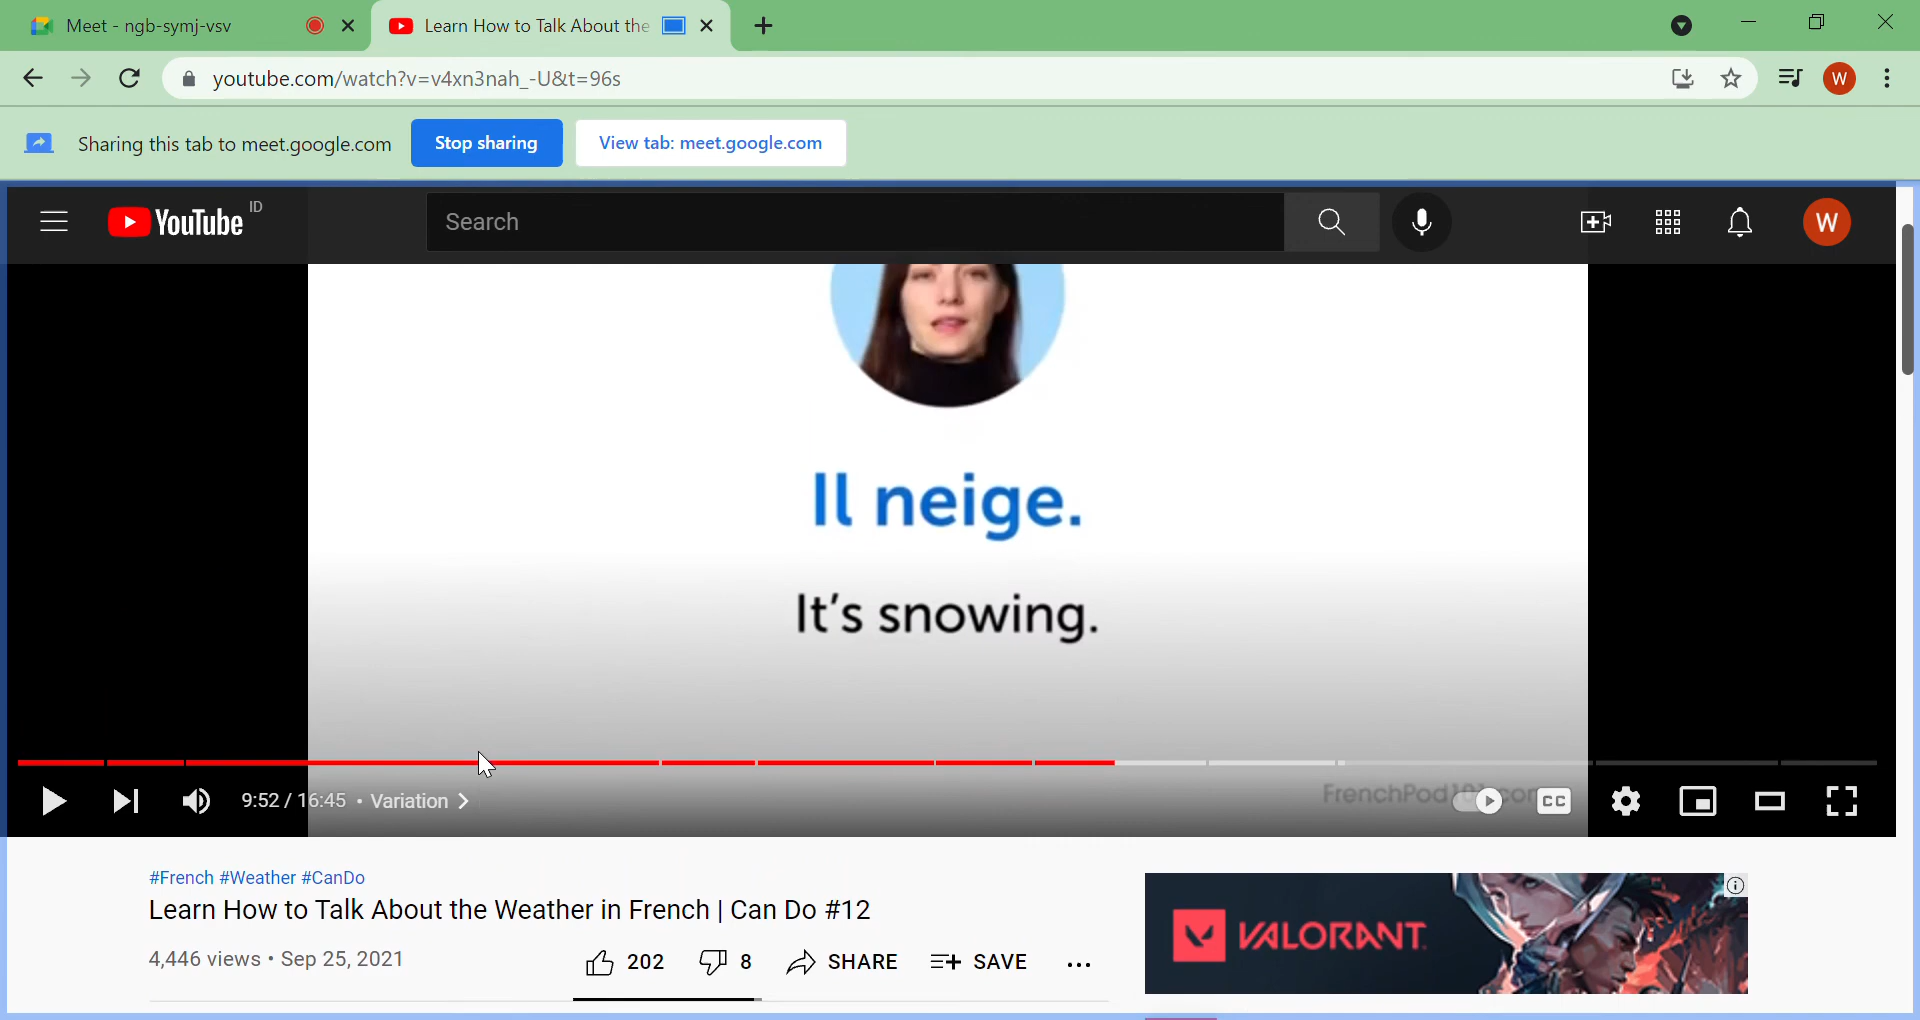 Meet - ngb-symj-vsv
Learn How to Talk About the
youtube.com/watch?v=v4xn3nah_-U&t=96s
W
Sharing this tab to meet.google.com
Stop sharing
View tab: meet.google.com
YouTube ID
Search
W
Il neige.
It's snowing.
9:52 / 16:45 • Variation
FrenchPod101.com
CC
#French #Weather #CanDo
Learn How to Talk About the Weather in French | Can Do #12
4,446 views • Sep 25, 2021
202
8
SHARE
SAVE
VALORANT